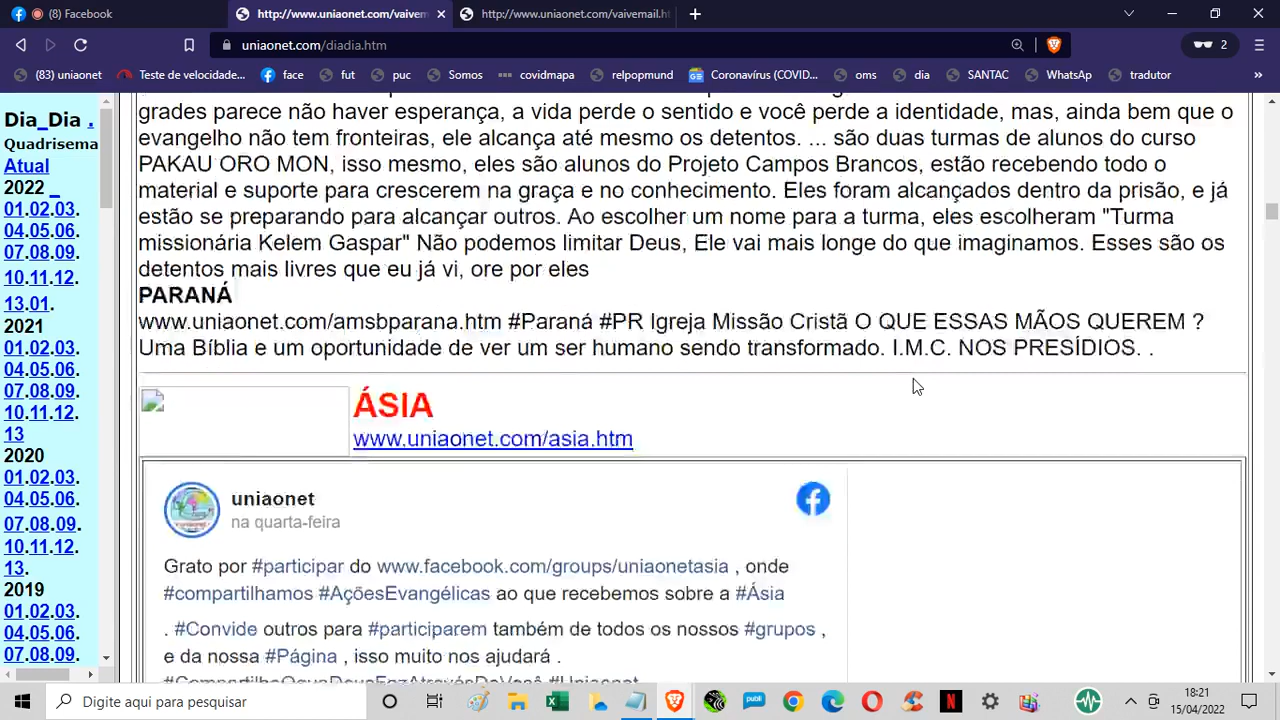 (8) Facebook
http://www.uniaonet.com/vaivem
http://www.uniaonet.com/vaivemail.h
uniaonet.com/diadia.htm
2
(83) uniaonet
Teste de velocidade...
face
fut
puc
Somos
covidmapa
relpopmund
Coronavírus (COVID...
oms
dia
SANTAC
WhatsApp
tradutor
»
Dia_Dia .
Quadrisema
Atual
2022 _
01.02.03.
04.05.06.
07.08.09.
10.11.12.
13.01.
2021
01.02.03.
04.05.06.
07.08.09.
10.11.12.
13
2020
01.02.03.
04.05.06.
07.08.09.
10.11.12.
13.
2019
01.02.03.
04.05.06.
07.08.09.
grades parece não haver esperança, a vida perde o sentido e você perde a identidade, mas, ainda bem que o
evangelho não tem fronteiras, ele alcança até mesmo os detentos. ... são duas turmas de alunos do curso
PAKAU ORO MON, isso mesmo, eles são alunos do Projeto Campos Brancos, estão recebendo todo o
material e suporte para crescerem na graça e no conhecimento. Eles foram alcançados dentro da prisão, e já
estão se preparando para alcançar outros. Ao escolher um nome para a turma, eles escolheram "Turma
missionária Kelem Gaspar" Não podemos limitar Deus, Ele vai mais longe do que imaginamos. Esses são os
detentos mais livres que eu já vi, ore por eles
PARANÁ
www.uniaonet.com/amsbparana.htm #Paraná #PR Igreja Missão Cristã O QUE ESSAS MÃOS QUEREM ?
Uma Bíblia e um oportunidade de ver um ser humano sendo transformado. I.M.C. NOS PRESÍDIOS. .
ÁSIA
www.uniaonet.com/asia.htm
uniaonet
na quarta-feira
Grato por #participar do www.facebook.com/groups/uniaonetasia , onde
#compartilhamos #AçõesEvangélicas ao que recebemos sobre a #Ásia
. #Convide outros para #participarem também de todos os nossos #grupos ,
e da nossa #Página , isso muito nos ajudará .
#CompartilheOqueDeusFezAtravésDeVocê #Uniaonet
Digite aqui para pesquisar
publi
18:21
15/04/2022